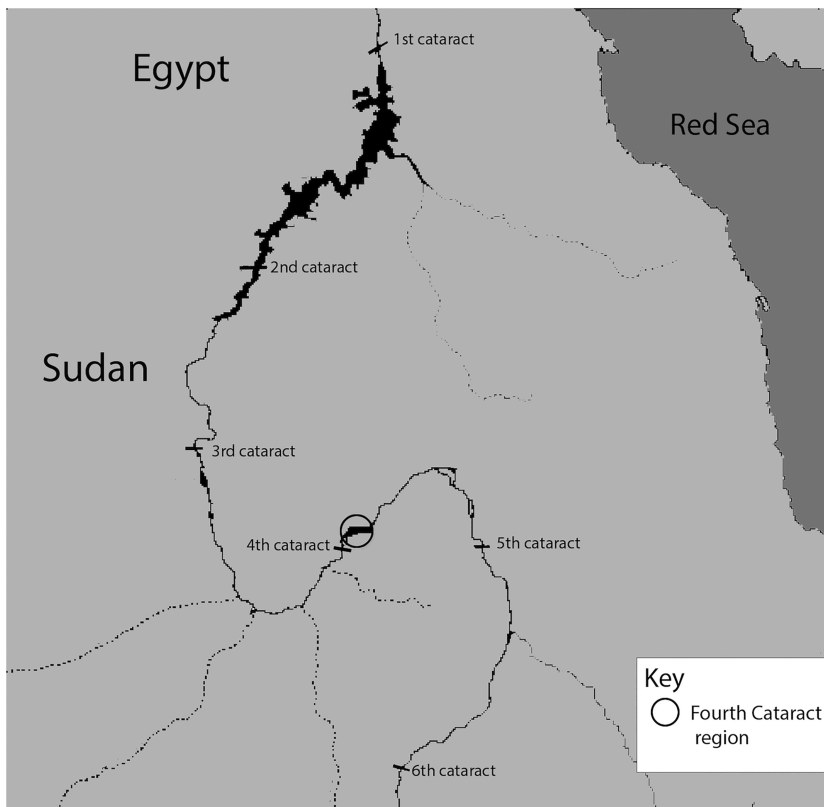 1st cataract
Egypt
Red Sea
2nd cataract
Sudan
3rd cataract
4th cataract
5th cataract
Key
Fourth Cataract
region
6th cataract